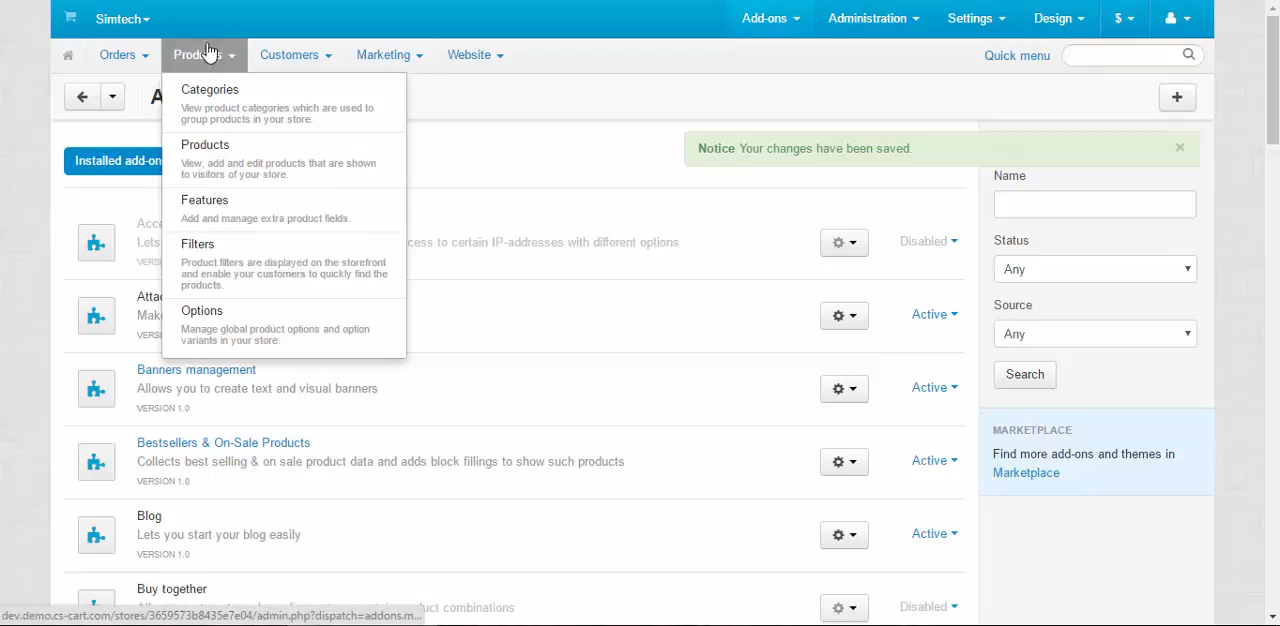 Simtech
Add-ons
Administration
Settings
Design
$
Orders
Customers
Marketing
Website
Quick menu
Categories
View product categories which are used to
group products in your store.
Products
View, add and edit products that are shown
to visitors of your store.
Features
Add and manage extra product fields.
Filters
Product filters are displayed on the storefront
and enable your customers to quickly find the
products.
Options
Manage global product options and option
variants in your store.
Notice Your changes have been saved.
Lets
to certain IP-addresses with different options
Disabled
Active
Banners management
Allows you to create text and visual banners
VERSION 1.0
Active
Bestsellers & On-Sale Products
Collects best selling & on sale product data and adds block fillings to show such products
VERSION 1.0
Active
Blog
Lets you start your blog easily
VERSION 1.0
Active
Buy together
combinations
Disabled
Name
Status
Any
Source
Any
Search
MARKETPLACE
Find more add-ons and themes in
Marketplace
dev.demo.cs-cart.com/stores/3659573b8435e7e04/admin.php?dispatch=addons.m...